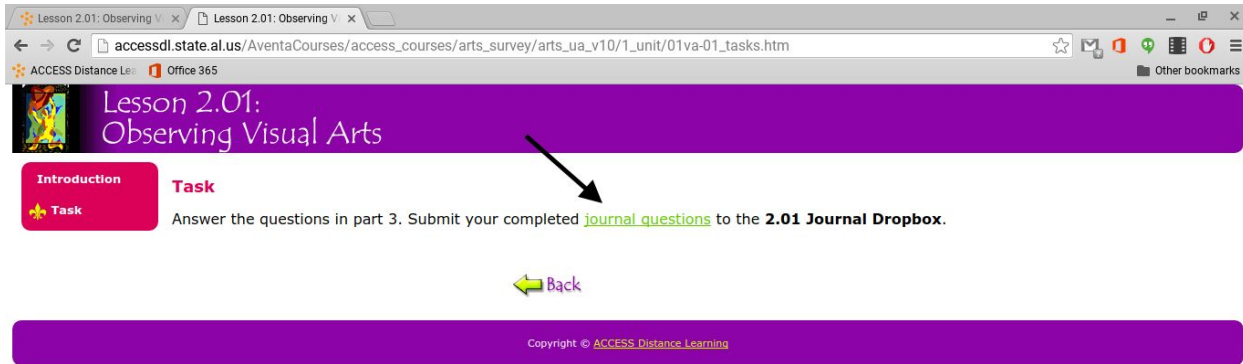 Lesson 2.01: Observing V
Lesson 2.01: Observing V
accessdl.state.al.us/AventaCourses/access_courses/arts_survey/arts_ua_v10/1_unit/01va-01_tasks.htm
ACCESS Distance Lea
Office 365
Other bookmarks
Lesson 2.01:
Observing Visual Arts
Introduction
Task
Task
Answer the questions in part 3. Submit your completed journal questions to the 2.01 Journal Dropbox.
Back
Copyright © ACCESS Distance Learning